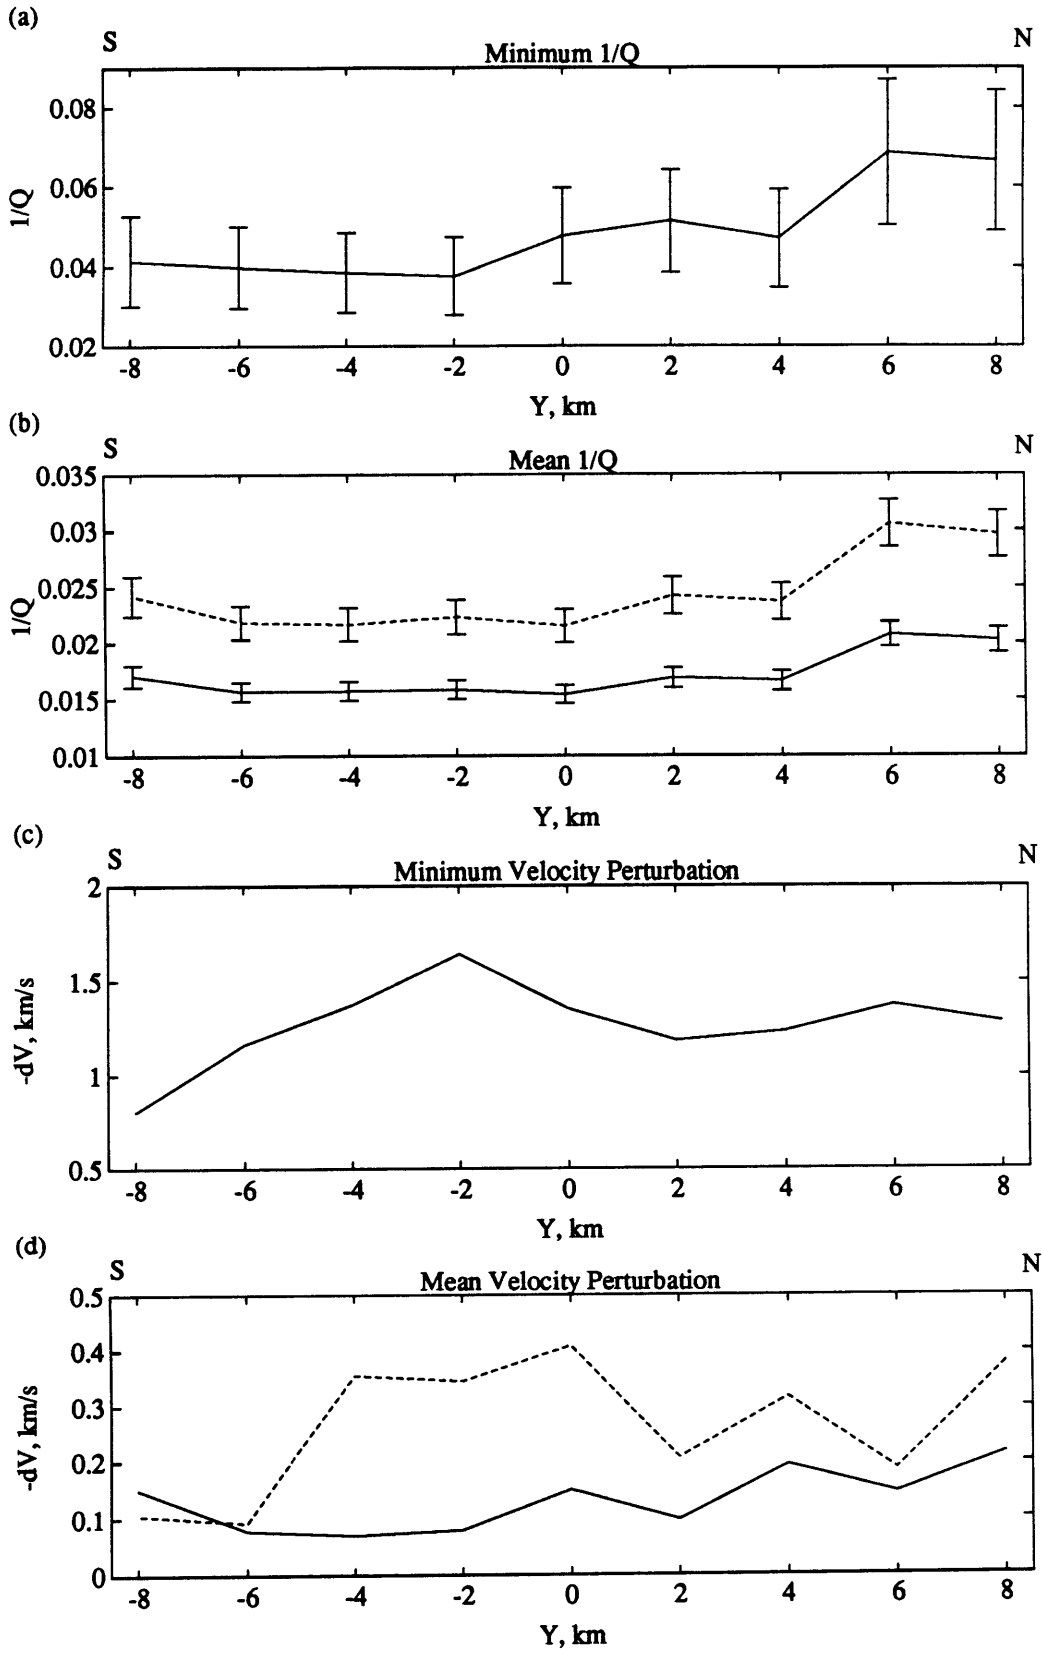 (a)
S N
Minimum 1/Q
0.08
0.06
0.04
0.02
1/Q
-8 -6 -4 -2 0 2 4 6 8
Y, km
(b)
S N
Mean 1/Q
0.035
0.03
0.025
0.02
0.015
0.01
1/Q
-8 -6 -4 -2 0 2 4 6 8
Y, km
(c)
S N
Minimum Velocity Perturbation
2
1.5
1
0.5
-dV, km/s
-8 -6 -4 -2 0 2 4 6 8
Y, km
(d)
S N
Mean Velocity Perturbation
0.5
0.4
0.3
0.2
0.1
0
-dV, km/s
-8 -6 -4 -2 0 2 4 6 8
Y, km